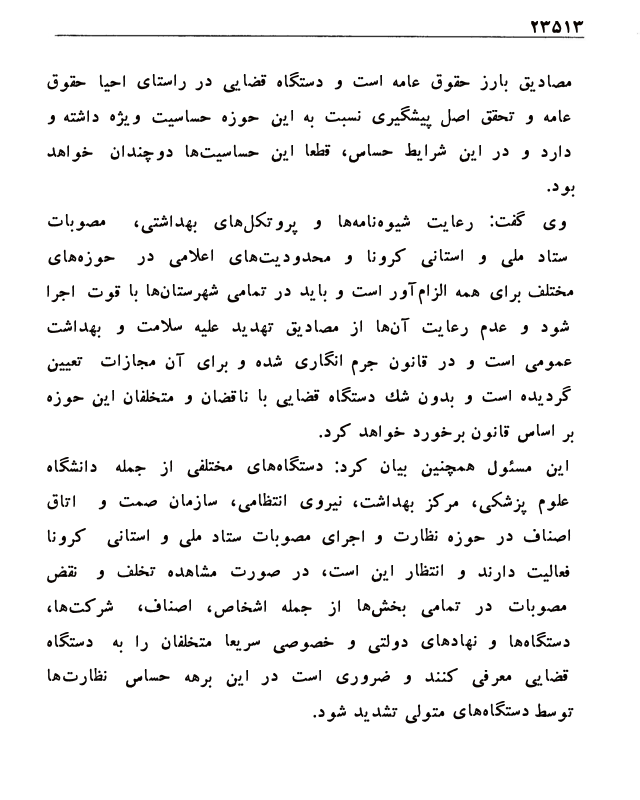 ۲۳۵۱۳
مصادیق بارز حقوق عامه است و دستگاه قضایی در راستای احیا حقوق
عامه و تحقق اصل پیشگیری نسبت به این حوزه حساسیت ویژه داشته و
دارد و در این شرایط حساس، قطعا این حساسیت‌ها دوچندان خواهد
بود.
وی گفت: رعایت شیوه‌نامه‌ها و پروتکل‌های بهداشتی، مصوبات
ستاد ملی و استانی کرونا و محدودیت‌های اعلامی در حوزه‌های
مختلف برای همه الزام‌آور است و باید در تمامی شهرستان‌ها با قوت اجرا
شود و عدم رعایت آن‌ها از مصادیق تهدید علیه سلامت و بهداشت
عمومی است و در قانون جرم انگاری شده و برای آن مجازات تعیین
گردیده است و بدون شك دستگاه قضایی با ناقضان و متخلفان این حوزه
بر اساس قانون برخورد خواهد کرد.
این مسئول همچنین بیان کرد: دستگاه‌های مختلفی از جمله دانشگاه
علوم پزشکی، مرکز بهداشت، نیروی انتظامی، سازمان صمت و اتاق
اصناف در حوزه نظارت و اجرای مصوبات ستاد ملی و استانی کرونا
فعالیت دارند و انتظار این است، در صورت مشاهده تخلف و نقض
مصوبات در تمامی بخش‌ها از جمله اشخاص، اصناف، شرکت‌ها،
دستگاه‌ها و نهادهای دولتی و خصوصی سریعا متخلفان را به دستگاه
قضایی معرفی کنند و ضروری است در این برهه حساس نظارت‌ها
توسط دستگاه‌های متولی تشدید شود.